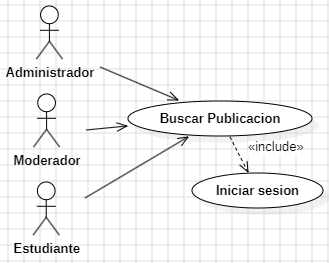 Administrador
Buscar Publicacion
«include»
Moderador
Iniciar sesion
Estudiante